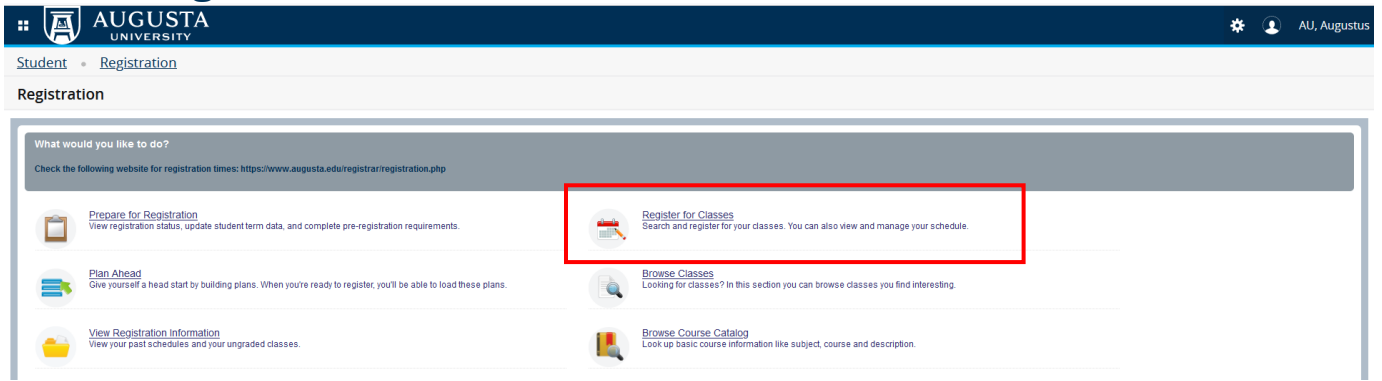 AUGUSTA
UNIVERSITY
AU, Augustus
Student • Registration
Registration
What would you like to do?
Check the following website for registration times: https://www.augusta.edu/registrar/registration.php
Prepare for Registration
View registration status, update student term data, and complete pre-registration requirements.
Register for Classes
Search and register for your classes. You can also view and manage your schedule.
Plan Ahead
Give yourself a head start by building plans. When you're ready to register, you'll be able to load these plans.
Browse Classes
Looking for classes? In this section you can browse classes you find interesting.
View Registration Information
View your past schedules and your ungraded classes.
Browse Course Catalog
Look up basic course information like subject, course and description.